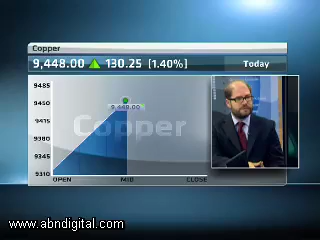 Copper
9,448.00 130.25 [1.40%] Today
9485
9450
9,448.00
9415
Copper
9380
9345
9310
OPEN MID CLOSE
www.abndigital.com